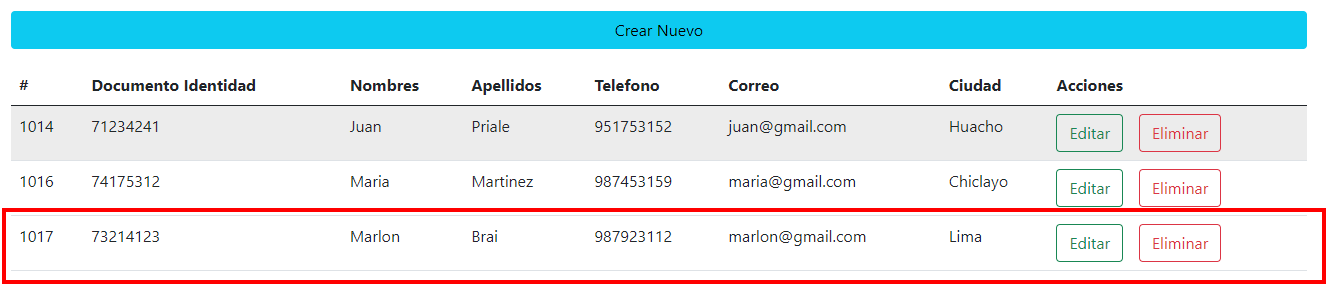 Crear Nuevo
# Documento Identidad Nombres Apellidos Telefono Correo Ciudad Acciones
1014 71234241 Juan Priale 951753152 juan@gmail.com Huacho Editar Eliminar
1016 74175312 Maria Martinez 987453159 maria@gmail.com Chiclayo Editar Eliminar
1017 73214123 Marlon Brai 987923112 marlon@gmail.com Lima Editar Eliminar